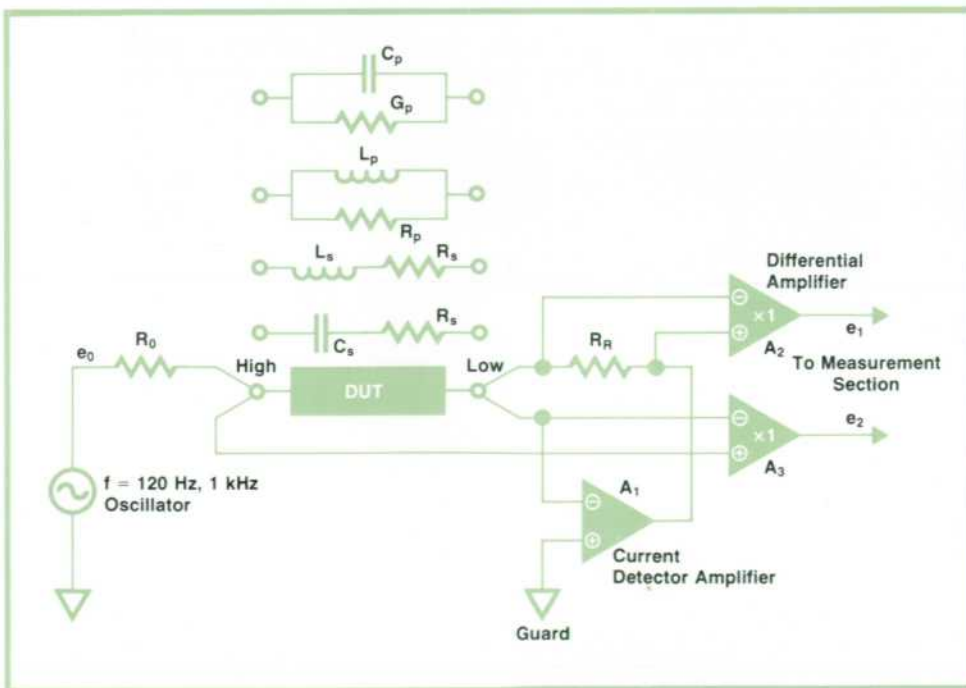 Cp
Gp
Lp
Rp
Ls Rs
Cs Rs
e0 R0
High
DUT
Low
RR
Differential
Amplifier
⊖
×1
⊕
A2
e1
To Measurement
Section
⊖
×1
⊕
A3
e2
f = 120 Hz, 1 kHz
Oscillator
A1
⊖
⊕
Current
Detector Amplifier
Guard